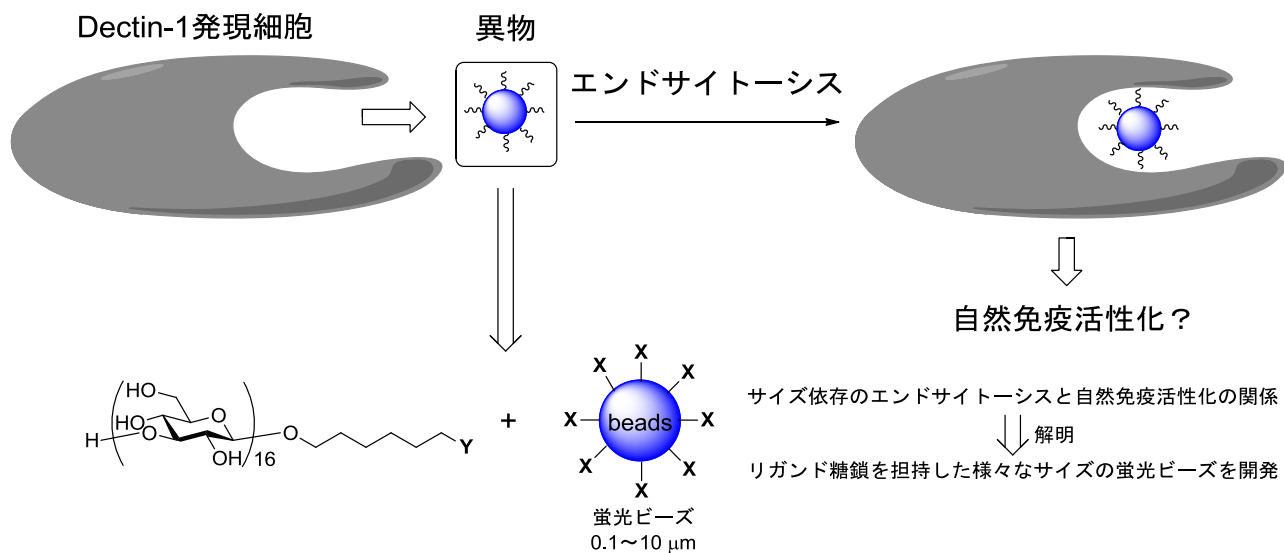 Dectin-1発現細胞
異物
エンドサイトーシス
自然免疫活性化？
HO
HO
H
O
O
OH
16
O
Y
+
X
X
X
X
beads
X
X
X
X
蛍光ビーズ
0.1～10 μm
サイズ依存のエンドサイトーシスと自然免疫活性化の関係
解明
リガンド糖鎖を担持した様々なサイズの蛍光ビーズを開発